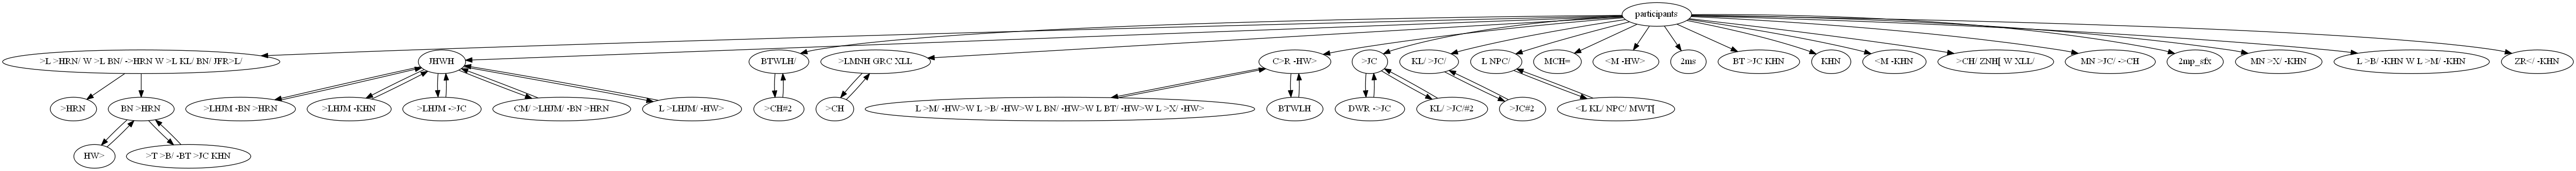 participants
>L >HRN/ W >L BN/ ->HRN W >L KL/ BN/ JFR>L/
JHWH
BTWLH/
>LMNH GRC XLL
C>R -HW>
>JC
KL/ >JC/
L NPC/
MCH=
<M -HW>
2ms
BT >JC KHN
KHN
<M -KHN
>CH/ ZNH[ W XLL/
MN >JC/ ->CH
2mp_sfx
MN >X/ -KHN
L >B/ -KHN W L >M/ -KHN
ZR</ -KHN
>HRN
BN >HRN
>LHJM -BN >HRN
>LHJM -KHN
>LHJM ->JC
CM/ >LHJM/ -BN >HRN
L >LHJM/ -HW>
>CH#2
>CH
L >M/ -HW>W L >B/ -HW>W L BN/ -HW>W L BT/ -HW>W L >X/ -HW>
BTWLH
DWR ->JC
KL/ >JC/#2
>JC#2
<L KL/ NPC/ MWT[
HW>
>T >B/ -BT >JC KHN